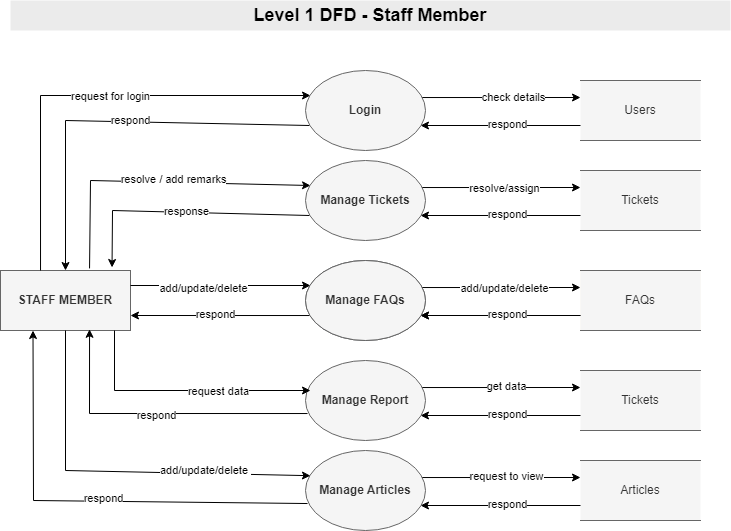 Level 1 DFD - Staff Member
request for login
Login
check details
Users
respond
respond
resolve / add remarks
Manage Tickets
resolve/assign
Tickets
response
respond
STAFF MEMBER
add/update/delete
Manage FAQs
add/update/delete
FAQs
respond
respond
request data
Manage Report
get data
Tickets
respond
respond
add/update/delete
Manage Articles
request to view
Articles
respond
respond